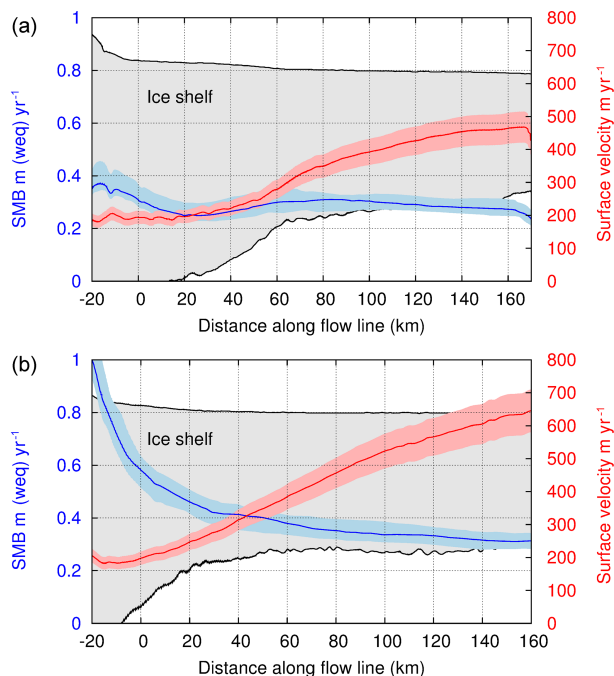 (a)
1
0.8
0.6
0.4
0.2
0
SMB m (weq) yr⁻¹
Ice shelf
800
700
600
500
400
300
200
100
0
Surface velocity m yr⁻¹
-20 0 20 40 60 80 100 120 140 160
Distance along flow line (km)
(b)
1
0.8
0.6
0.4
0.2
0
SMB m (weq) yr⁻¹
Ice shelf
800
700
600
500
400
300
200
100
0
Surface velocity m yr⁻¹
-20 0 20 40 60 80 100 120 140 160
Distance along flow line (km)